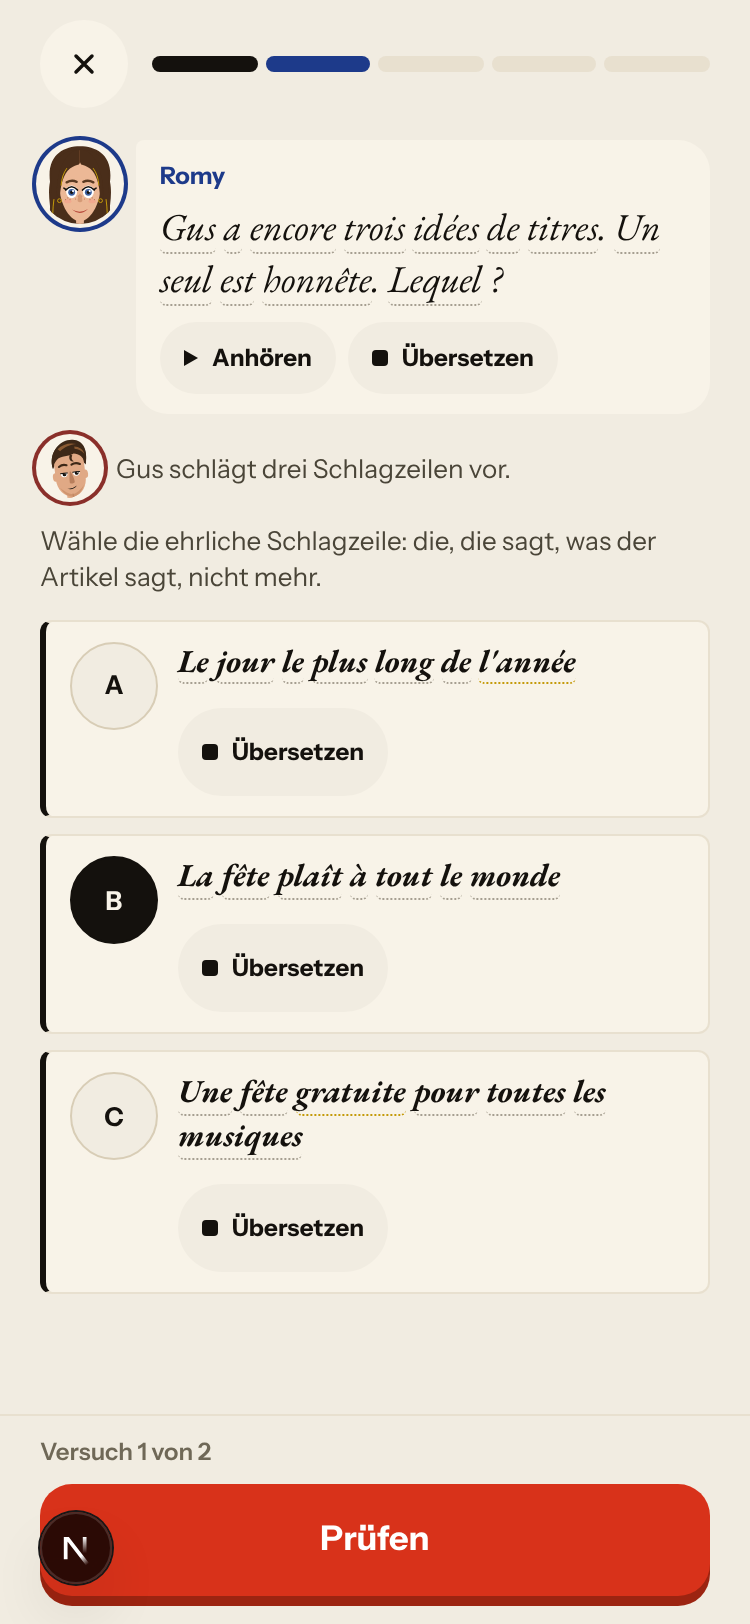 Romy
Gus a encore trois idées de titres. Un
seul est honnête. Lequel ?
Anhören
Übersetzen
Gus schlägt drei Schlagzeilen vor.
Wähle die ehrliche Schlagzeile: die, die sagt, was der
Artikel sagt, nicht mehr.
A
Le jour le plus long de l'année
Übersetzen
B
La fête plaît à tout le monde
Übersetzen
C
Une fête gratuite pour toutes les
musiques
Übersetzen
Versuch 1 von 2
Prüfen
N